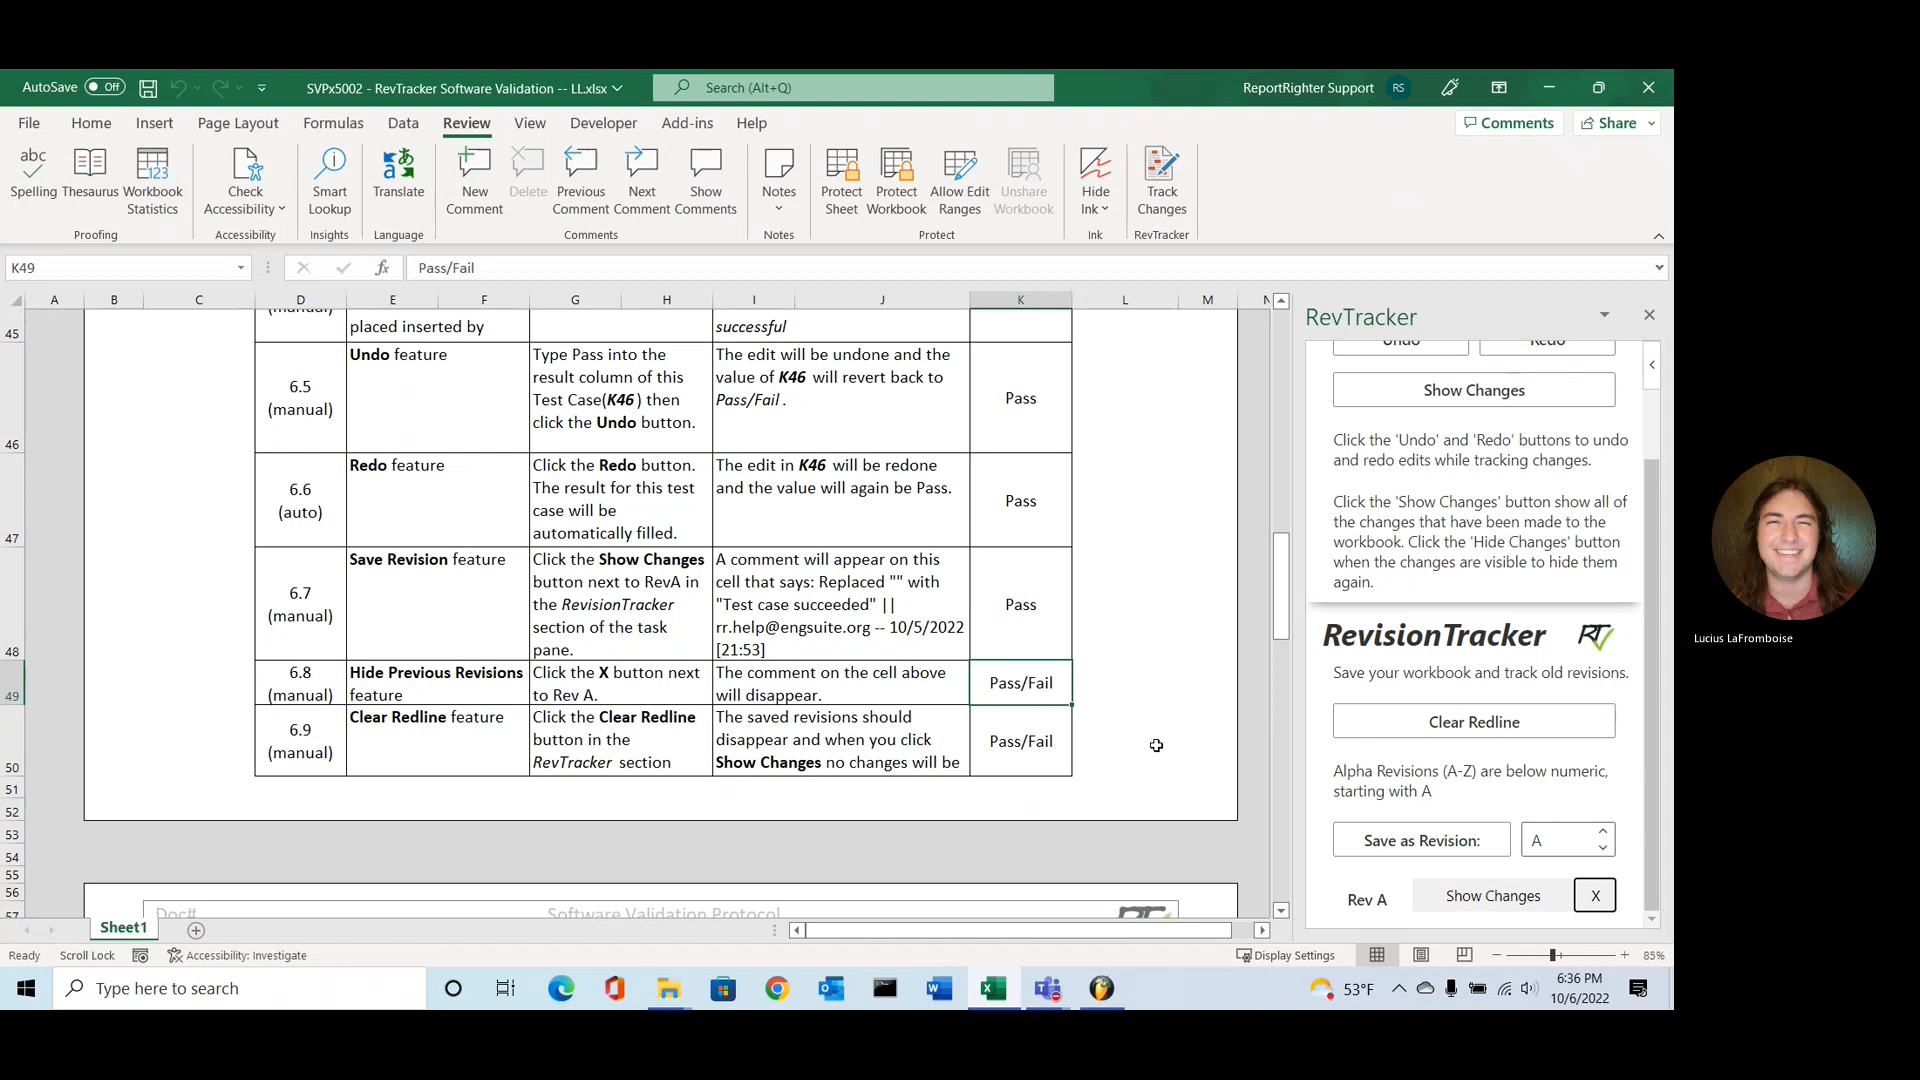 AutoSave Off SVPx5002 - RevTracker Software Validation -- LL.xlsx Search (Alt+Q) ReportRighter Support RS
File Home Insert Page Layout Formulas Data Review View Developer Add-ins Help Comments Share
abc
123
Spelling Thesaurus Workbook Statistics
Check Accessibility
Smart Lookup
Translate
New Comment Delete Previous Comment Next Comment Show Comments
Notes
Protect Sheet Protect Workbook Allow Edit Ranges Unshare Workbook
Hide Ink
Track Changes
Proofing Accessibility Insights Language Comments Notes Protect Ink RevTracker
K49 fx Pass/Fail
A B C D E F G H I J K L M N
45
(manual)
placed inserted by
successful
46
6.5
(manual)
Undo feature
Type Pass into the
result column of this
Test Case(K46) then
click the Undo button.
The edit will be undone and the
value of K46 will revert back to
Pass/Fail .
Pass
47
6.6
(auto)
Redo feature
Click the Redo button.
The result for this test
case will be
automatically filled.
The edit in K46 will be redone
and the value will again be Pass.
Pass
48
6.7
(manual)
Save Revision feature
Click the Show Changes
button next to RevA in
the RevisionTracker
section of the task
pane.
A comment will appear on this
cell that says: Replaced "" with
"Test case succeeded" ||
rr.help@engsuite.org -- 10/5/2022
[21:53]
Pass
49
6.8
(manual)
Hide Previous Revisions
feature
Click the X button next
to Rev A.
The comment on the cell above
will disappear.
Pass/Fail
50
6.9
(manual)
Clear Redline feature
Click the Clear Redline
button in the
RevTracker section
The saved revisions should
disappear and when you click
Show Changes no changes will be
Pass/Fail
51
52
53
54
55
56
57
Doc# Software Validation Protocol RT
RevTracker
Undo Redo
Show Changes
Click the 'Undo' and 'Redo' buttons to undo
and redo edits while tracking changes.
Click the 'Show Changes' button show all of
the changes that have been made to the
workbook. Click the 'Hide Changes' button
when the changes are visible to hide them
again.
RevisionTracker RT
Save your workbook and track old revisions.
Clear Redline
Alpha Revisions (A-Z) are below numeric,
starting with A
Save as Revision: A
Rev A Show Changes X
Lucius LaFromboise
Sheet1
Ready Scroll Lock Accessibility: Investigate Display Settings 85%
Type here to search 53°F 6:36 PM
10/6/2022